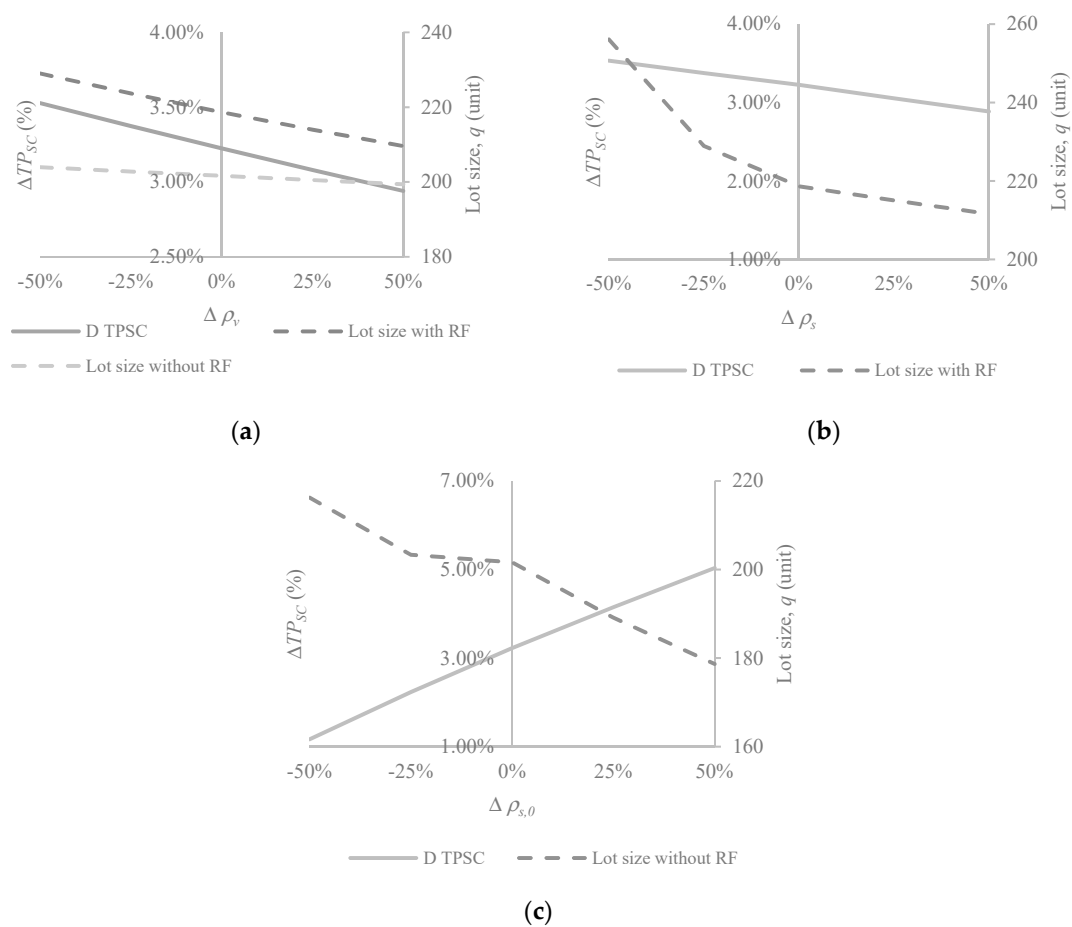 4.00%
3.50%
3.00%
2.50%
240
220
200
180
ΔTP_SC (%)
Lot size, q (unit)
-50% -25% 0% 25% 50%
Δ ρ_v
D TPSC Lot size with RF
Lot size without RF
(a)
4.00%
3.00%
2.00%
1.00%
260
240
220
200
ΔTP_SC (%)
Lot size, q (unit)
-50% -25% 0% 25% 50%
Δ ρ_s
D TPSC Lot size with RF
(b)
7.00%
5.00%
3.00%
1.00%
220
200
180
160
ΔTP_SC (%)
Lot size, q (unit)
-50% -25% 0% 25% 50%
Δ ρ_s,0
D TPSC Lot size without RF
(c)